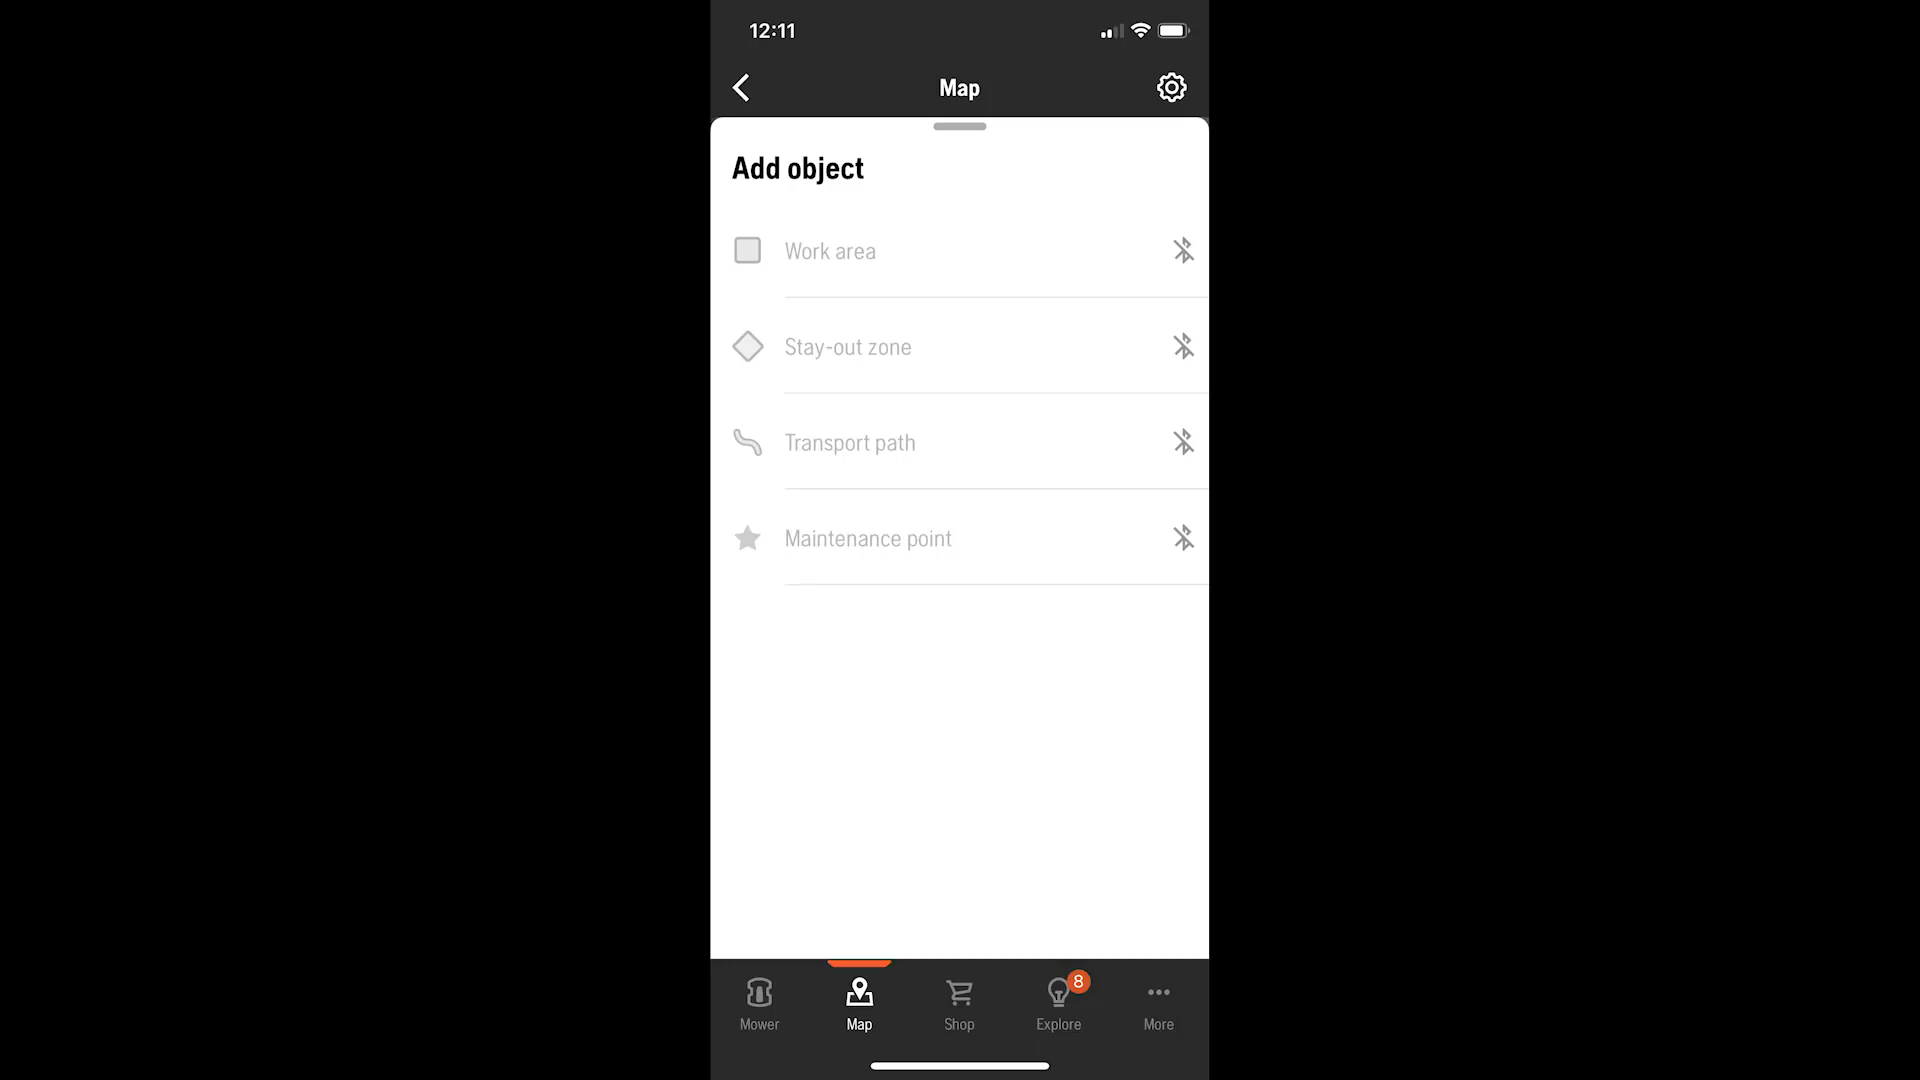 12:11
Map
Add object
Work area
Stay-out zone
Transport path
Maintenance point
8
Mower
Map
Shop
Explore
More